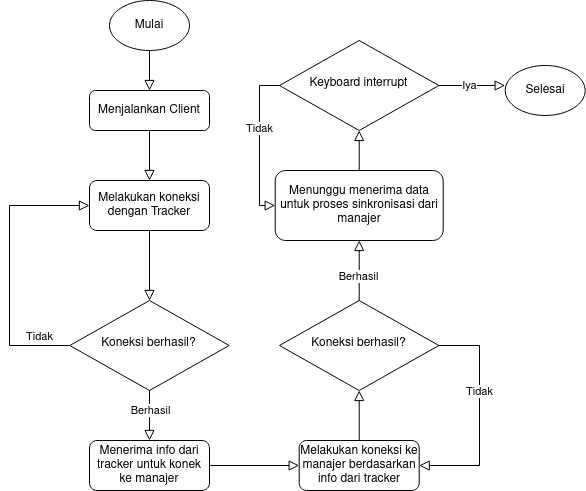 Mulai
Menjalankan Client
Melakukan koneksi
dengan Tracker
Koneksi berhasil?
Tidak
Berhasil
Menerima info dari
tracker untuk konek
ke manajer
Melakukan koneksi ke
manajer berdasarkan
info dari tracker
Koneksi berhasil?
Tidak
Berhasil
Menunggu menerima data
untuk proses sinkronisasi dari
manajer
Keyboard interrupt
Tidak
Iya
Selesai